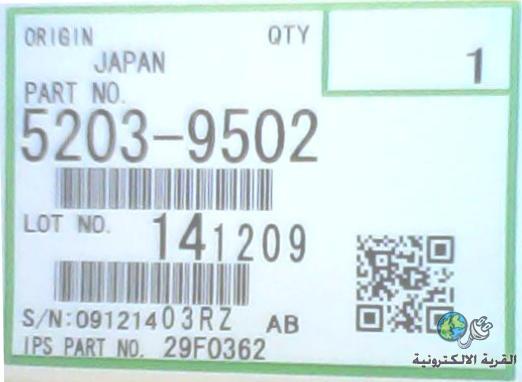 ORIGIN QTY
JAPAN 1
PART NO.
5203-9502
LOT NO. 141209
S/N:09121403RZ AB
IPS PART NO. 29F0362
القرية الالكترونية